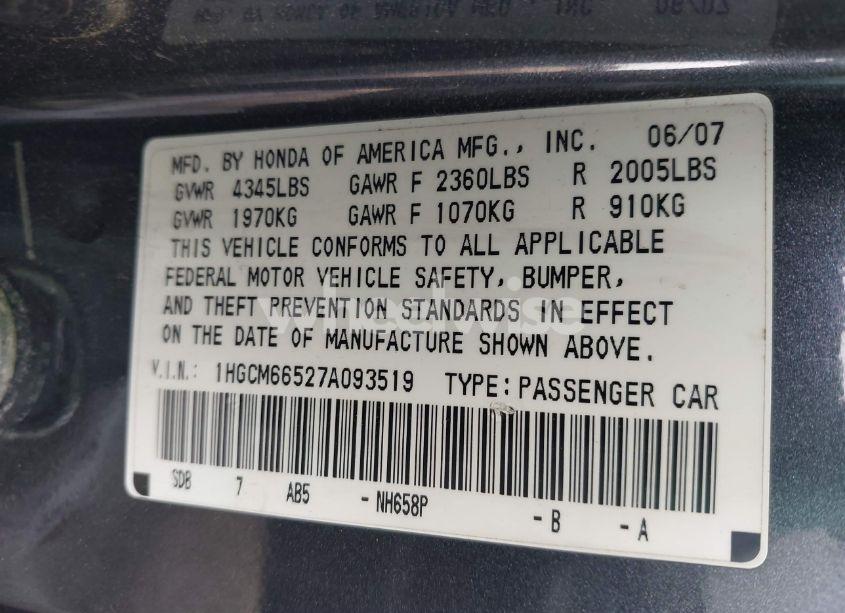 MFD. BY HONDA OF AMERICA MFG., INC. 06/07
GVWR 4345LBS GAWR F 2360LBS R 2005LBS
GVWR 1970KG GAWR F 1070KG R 910KG
THIS VEHICLE CONFORMS TO ALL APPLICABLE
FEDERAL MOTOR VEHICLE SAFETY, BUMPER,
AND THEFT PREVENTION STANDARDS IN EFFECT
ON THE DATE OF MANUFACTURE SHOWN ABOVE.
V.I.N.: 1HGCM66527A093519 TYPE: PASSENGER CAR
SDB 7 AB5 - NH658P - B - A